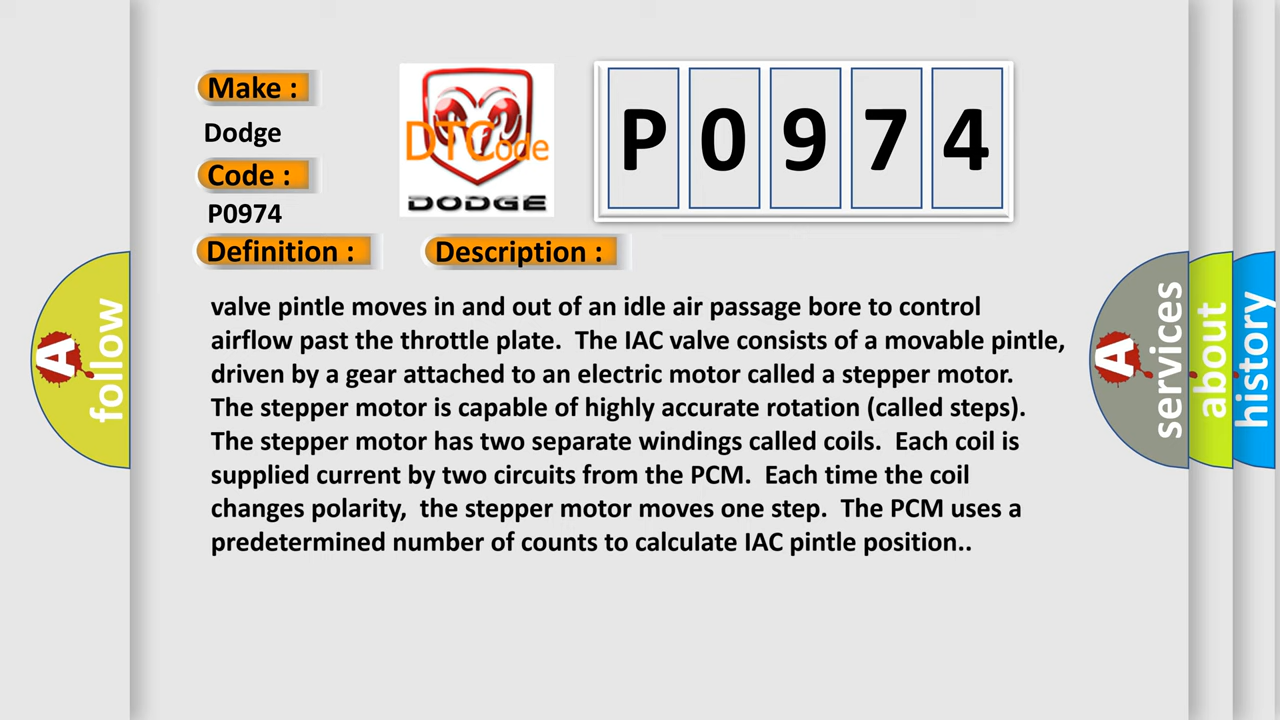 Make :
Dodge
Code :
P0974
Definition :
Description :
DTCode
DODGE
P0974
valve pintle moves in and out of an idle air passage bore to control
airflow past the throttle plate. The IAC valve consists of a movable pintle,
driven by a gear attached to an electric motor called a stepper motor.
The stepper motor is capable of highly accurate rotation (called steps).
The stepper motor has two separate windings called coils. Each coil is
supplied current by two circuits from the PCM. Each time the coil
changes polarity, the stepper motor moves one step. The PCM uses a
predetermined number of counts to calculate IAC pintle position..
A
follow
A
services
about
history